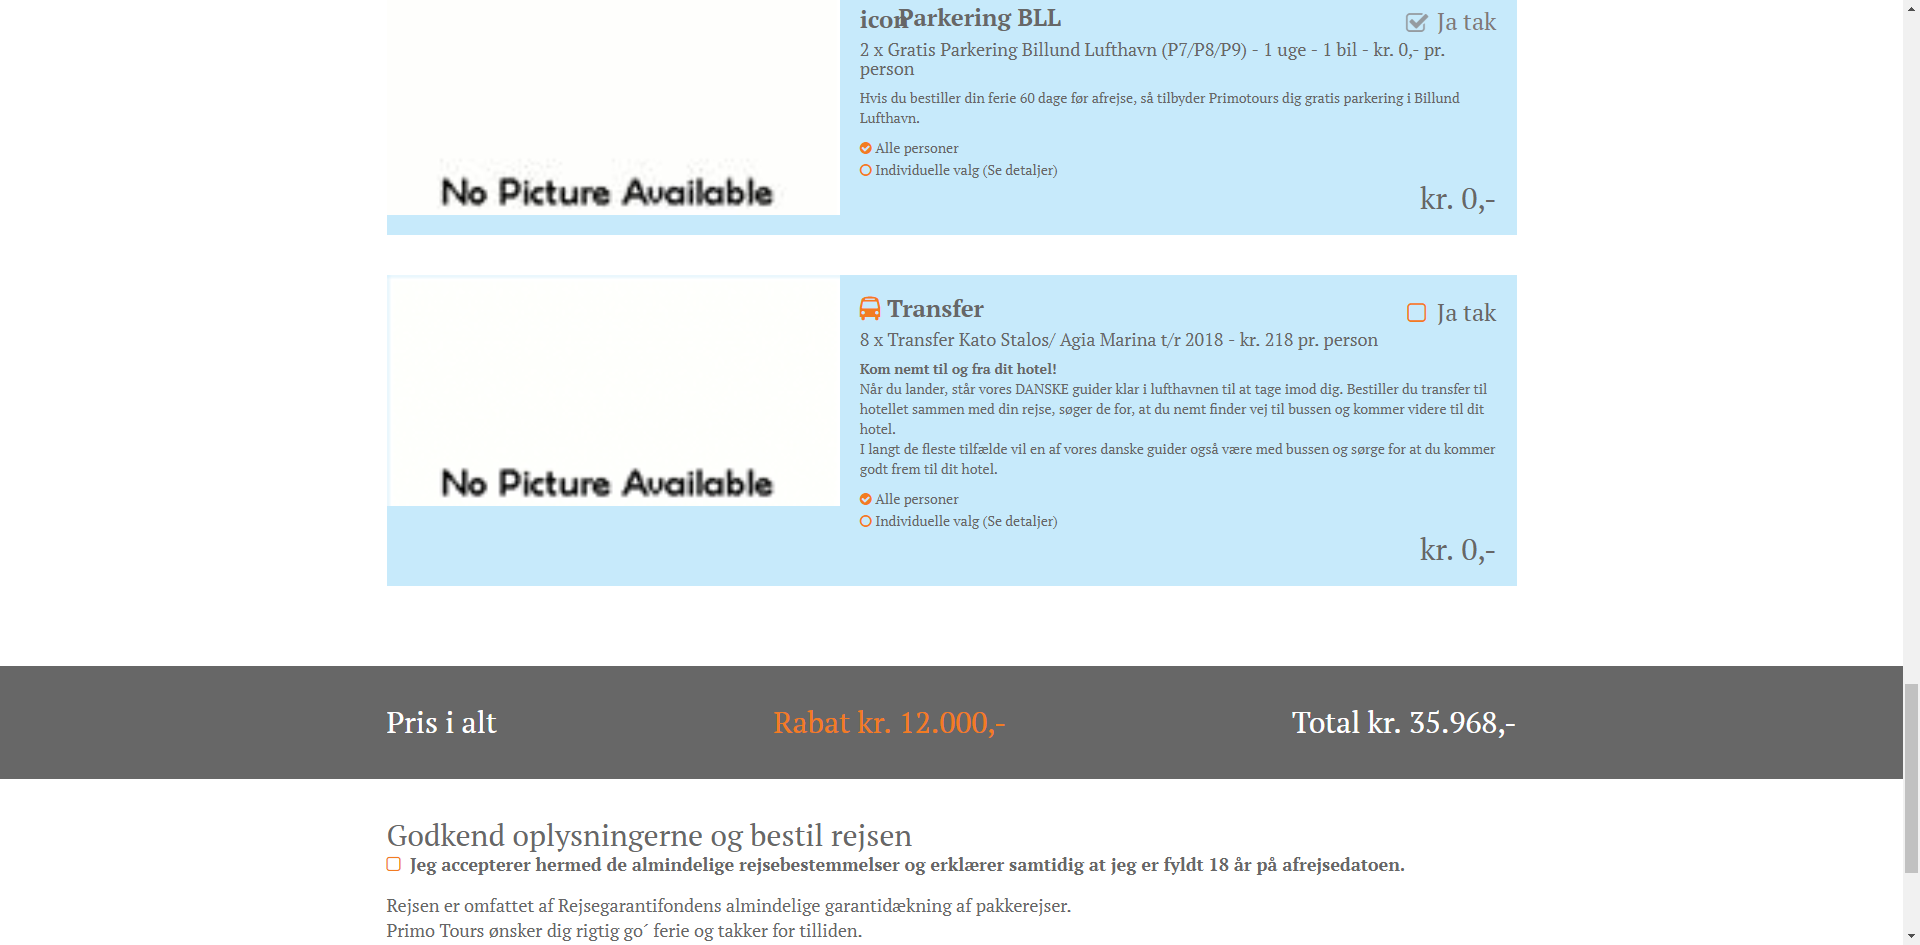 icon Parkering BLL
Ja tak
2 x Gratis Parkering Billund Lufthavn (P7/P8/P9) - 1 uge - 1 bil - kr. 0,- pr.
person
Hvis du bestiller din ferie 60 dage før afrejse, så tilbyder Primotours dig gratis parkering i Billund
Lufthavn.
Alle personer
Individuelle valg (Se detaljer)
No Picture Available
kr. 0,-
Transfer
Ja tak
8 x Transfer Kato Stalos/ Agia Marina t/r 2018 - kr. 218 pr. person
Kom nemt til og fra dit hotel!
Når du lander, står vores DANSKE guider klar i lufthavnen til at tage imod dig. Bestiller du transfer til
hotellet sammen med din rejse, søger de for, at du nemt finder vej til bussen og kommer videre til dit
hotel.
I langt de fleste tilfælde vil en af vores danske guider også være med bussen og sørge for at du kommer
godt frem til dit hotel.
No Picture Available
Alle personer
Individuelle valg (Se detaljer)
kr. 0,-
Pris i alt
Rabat kr. 12.000,-
Total kr. 35.968,-
Godkend oplysningerne og bestil rejsen
Jeg accepterer hermed de almindelige rejsebestemmelser og erklærer samtidig at jeg er fyldt 18 år på afrejsedatoen.
Rejsen er omfattet af Rejsegarantifondens almindelige garantidækning af pakkerejser.
Primo Tours ønsker dig rigtig go´ ferie og takker for tilliden.